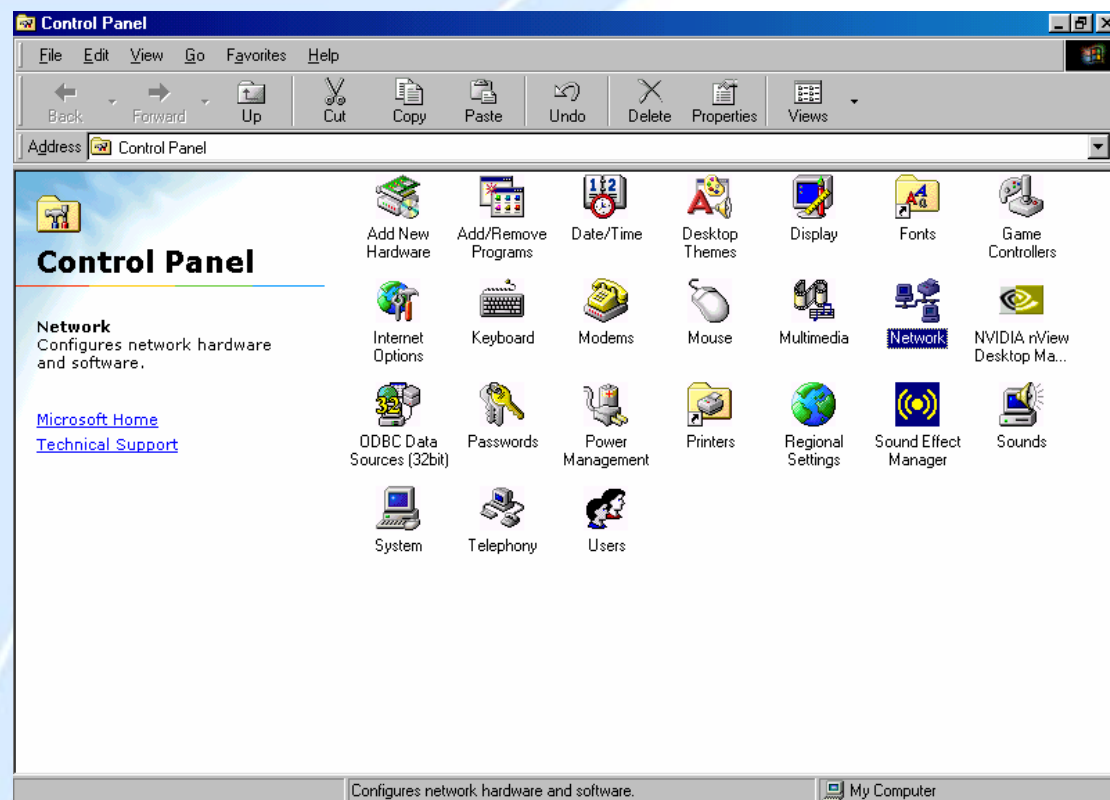 Control Panel
File Edit View Go Favorites Help
Back Forward Up Cut Copy Paste Undo Delete Properties Views
Address Control Panel
Control Panel
Network
Configures network hardware
and software.
Microsoft Home
Technical Support
Add New
Hardware
Add/Remove
Programs
Date/Time
Desktop
Themes
Display
Fonts
Game
Controllers
Internet
Options
Keyboard
Modems
Mouse
Multimedia
Network
NVIDIA nView
Desktop Ma...
ODBC Data
Sources (32bit)
Passwords
Power
Management
Printers
Regional
Settings
Sound Effect
Manager
Sounds
System
Telephony
Users
Configures network hardware and software.
My Computer